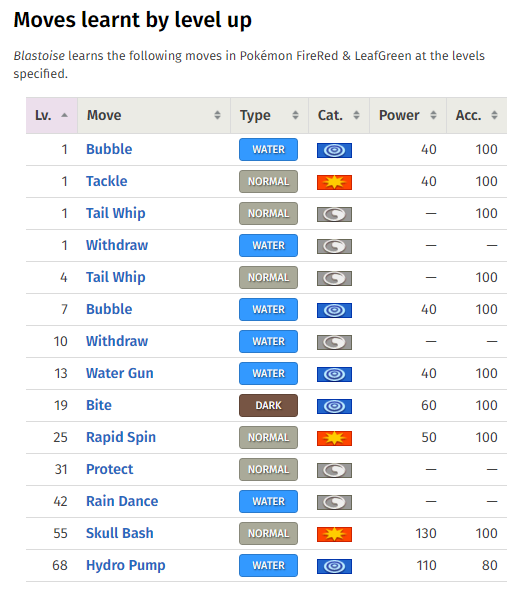 Moves learnt by level up
Blastoise learns the following moves in Pokémon FireRed & LeafGreen at the levels
specified.
Lv. Move Type Cat. Power Acc.
1 Bubble WATER 40 100
1 Tackle NORMAL 40 100
1 Tail Whip NORMAL — 100
1 Withdraw WATER — —
4 Tail Whip NORMAL — 100
7 Bubble WATER 40 100
10 Withdraw WATER — —
13 Water Gun WATER 40 100
19 Bite DARK 60 100
25 Rapid Spin NORMAL 50 100
31 Protect NORMAL — —
42 Rain Dance WATER — —
55 Skull Bash NORMAL 130 100
68 Hydro Pump WATER 110 80